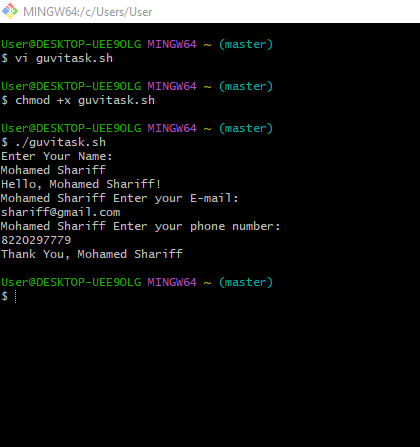 MINGW64:/c/Users/User
User@DESKTOP-UEE9OLG MINGW64 ~ (master)
$ vi guvitask.sh
User@DESKTOP-UEE9OLG MINGW64 ~ (master)
$ chmod +x guvitask.sh
User@DESKTOP-UEE9OLG MINGW64 ~ (master)
$ ./guvitask.sh
Enter Your Name:
Mohamed Shariff
Hello, Mohamed Shariff!
Mohamed Shariff Enter your E-mail:
shariff@gmail.com
Mohamed Shariff Enter your phone number:
8220297779
Thank You, Mohamed Shariff
User@DESKTOP-UEE9OLG MINGW64 ~ (master)
$